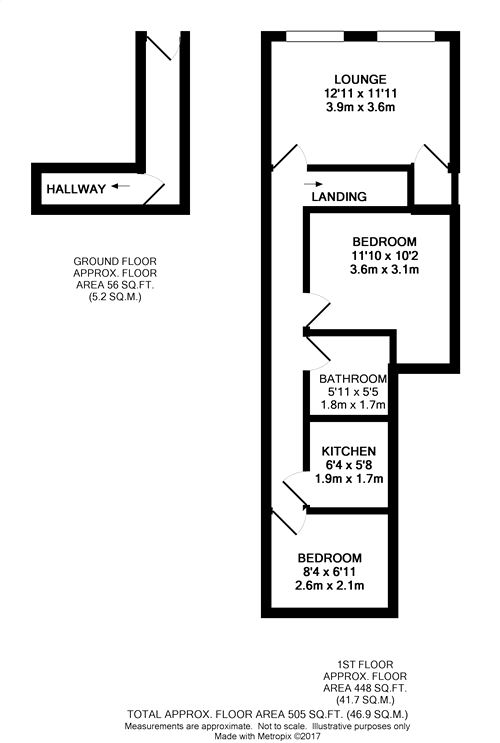 LOUNGE
12'11 x 11'11
3.9m x 3.6m
HALLWAY
LANDING
BEDROOM
11'10 x 10'2
3.6m x 3.1m
GROUND FLOOR
APPROX. FLOOR
AREA 56 SQ.FT.
(5.2 SQ.M.)
BATHROOM
5'11 x 5'5
1.8m x 1.7m
KITCHEN
6'4 x 5'8
1.9m x 1.7m
BEDROOM
8'4 x 6'11
2.6m x 2.1m
1ST FLOOR
APPROX. FLOOR
AREA 448 SQ.FT.
(41.7 SQ.M.)
TOTAL APPROX. FLOOR AREA 505 SQ.FT. (46.9 SQ.M.)
Measurements are approximate. Not to scale. Illustrative purposes only
Made with Metropix ©2017